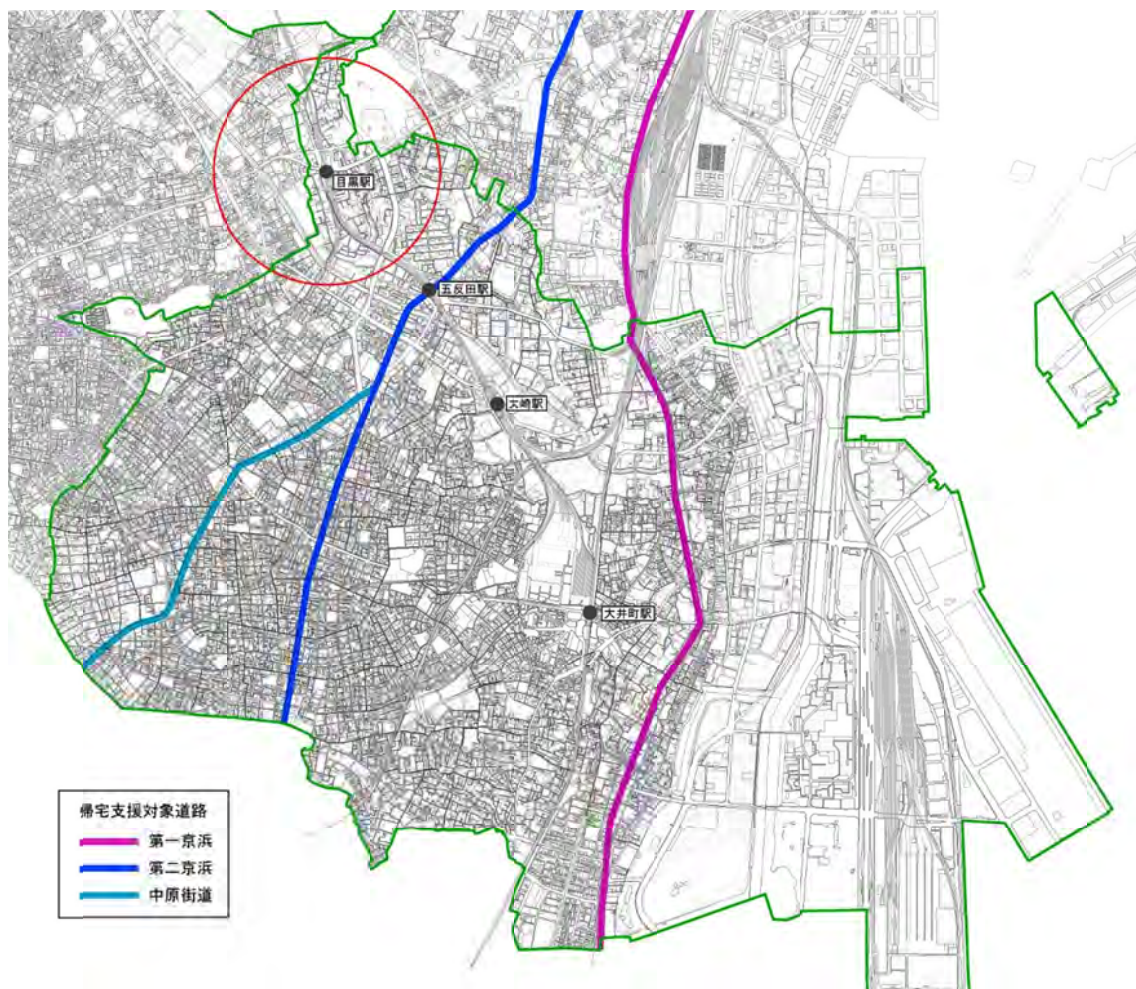 目黒駅
五反田駅
大崎駅
大井町駅
帰宅支援対象道路
第一京浜
第二京浜
中原街道